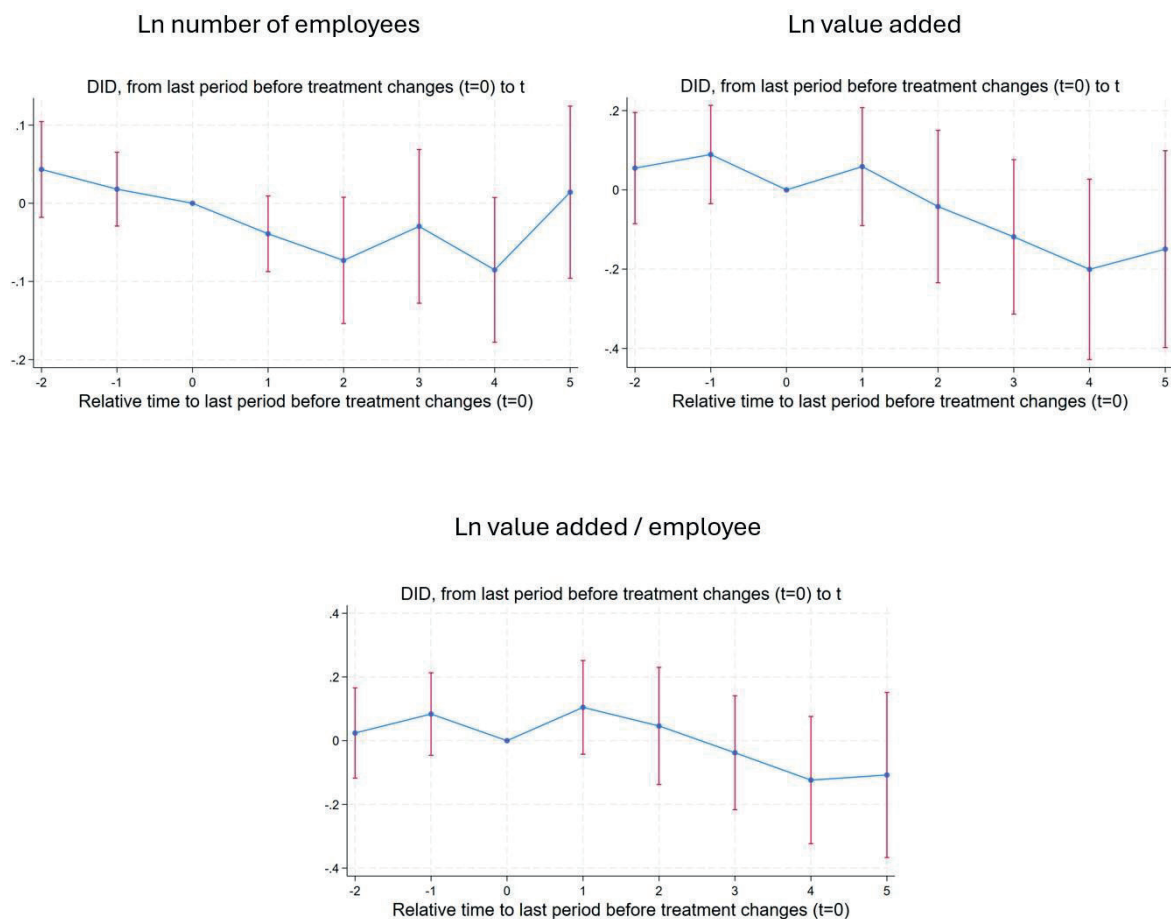 Ln number of employees
DID, from last period before treatment changes (t=0) to t
.1
0
-.1
-.2
-2 -1 0 1 2 3 4 5
Relative time to last period before treatment changes (t=0)
Ln value added
DID, from last period before treatment changes (t=0) to t
.2
0
-.2
-.4
-2 -1 0 1 2 3 4 5
Relative time to last period before treatment changes (t=0)
Ln value added / employee
DID, from last period before treatment changes (t=0) to t
.4
.2
0
-.2
-.4
-2 -1 0 1 2 3 4 5
Relative time to last period before treatment changes (t=0)